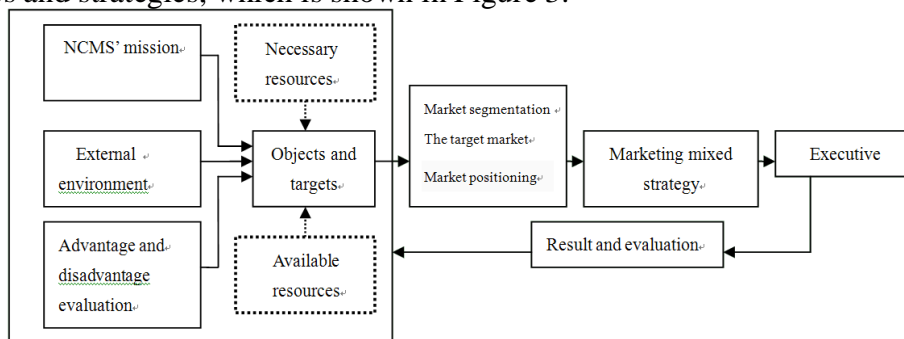 s and strategies, which is shown in Figure 3.
NCMS' mission
Necessary
resources
External
environment
Objects and
targets
Advantage and
disadvantage
evaluation
Available
resources
Market segmentation
The target market
Market positioning
Marketing mixed
strategy
Executive
Result and evaluation